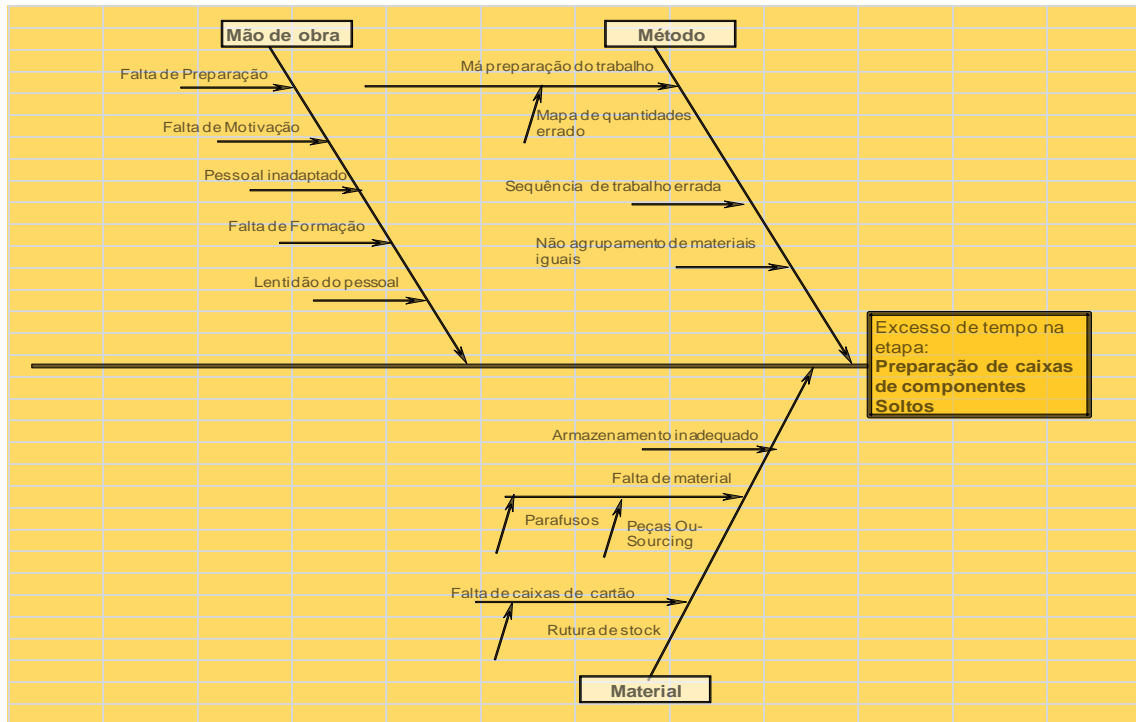 Mão de obra
Falta de Preparação
Falta de Motivação
Pessoal inadaptado
Falta de Formação
Lentidão do pessoal
Método
Má preparação do trabalho
Mapa de quantidades
errado
Sequência de trabalho errada
Não agrupamento de materiais
iguais
Excesso de tempo na
etapa:
Preparação de caixas
de componentes
Soltos
Armazenamento inadequado
Falta de material
Parafusos
Peças Ou-
Sourcing
Falta de caixas de cartão
Rutura de stock
Material